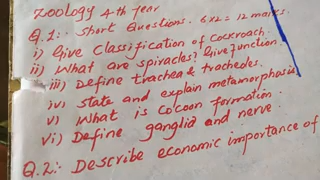 Zoology 4th year
Q.1:- Short Questions. 6x2=12 marks.
i) Give Classification of Cockroach.
ii) What are spiracles? Give function.
iii) Define trachea & tracheoles.
iv) State and explain metamorphosis
v) What is Cocoon formation.
vi) Define ganglia and nerve.
Q.2:- Describe economic importance of